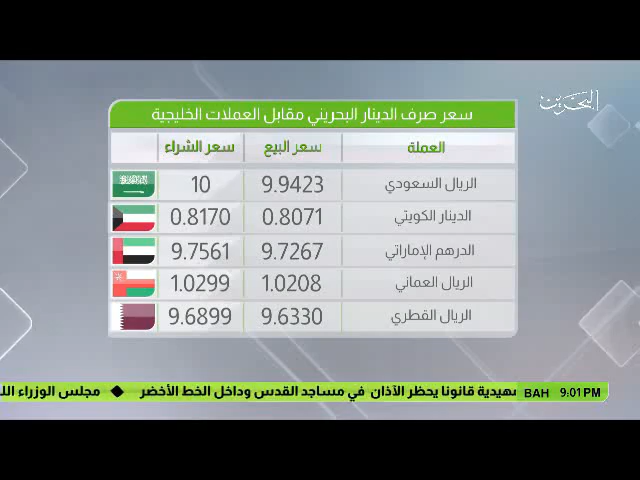 البحرين
سعر صرف الدينار البحريني مقابل العملات الخليجية
العملة سعر البيع سعر الشراء
الريال السعودي 9.9423 10
الدينار الكويتي 0.8071 0.8170
الدرهم الإماراتي 9.7267 9.7561
الريال العماني 1.0208 1.0299
الريال القطري 9.6330 9.6899
BAH 9:01 PM
قانونا يحظر الآذان في مساجد القدس وداخل الخط الأخضر ◆ مجلس الوزراء